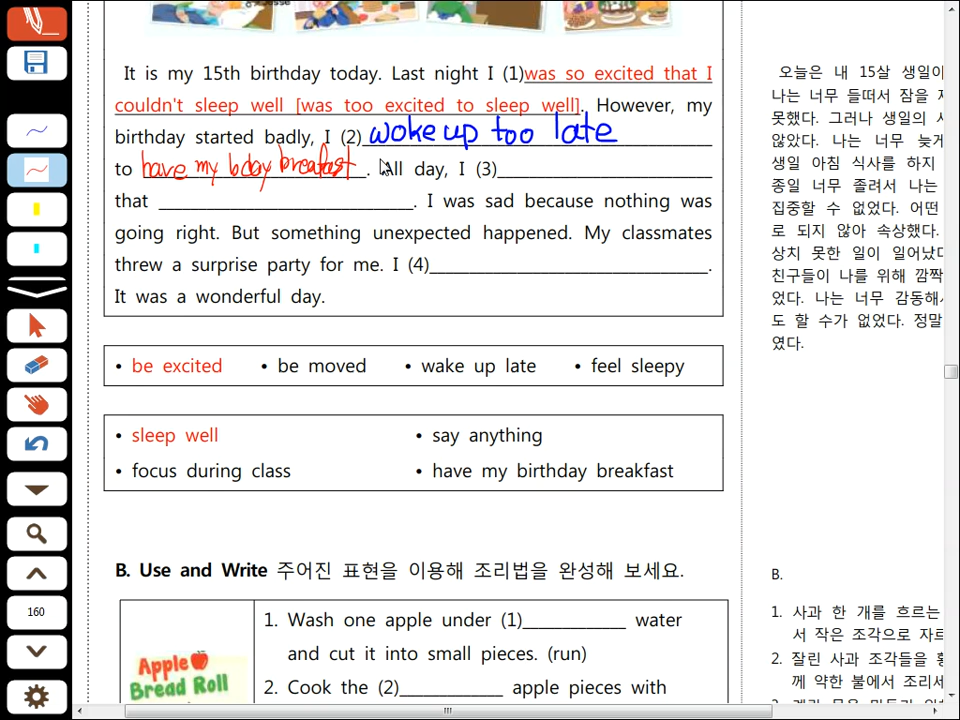 It is my 15th birthday today. Last night I (1)was so excited that I
couldn't sleep well [was too excited to sleep well]. However, my
birthday started badly, I (2) woke up too late
to have my bday breakfast. All day, I (3)
that ____. I was sad because nothing was
going right. But something unexpected happened. My classmates
threw a surprise party for me. I (4)____.
It was a wonderful day.
• be excited • be moved • wake up late • feel sleepy
• sleep well • say anything
• focus during class • have my birthday breakfast
B. Use and Write 주어진 표현을 이용해 조리법을 완성해 보세요.
Apple
Bread Roll
1. Wash one apple under (1)____ water
and cut it into small pieces. (run)
2. Cook the (2)____ apple pieces with
오늘은 내 15살 생일이
나는 너무 들떠서 잠을
못했다. 그러나 생일의
않았다. 나는 너무 늦게
생일 아침 식사를 하지
종일 너무 졸려서 나는
집중할 수 없었다. 어떤
로 되지 않아 속상했다.
상치 못한 일이 일어났다
친구들이 나를 위해 깜짝
었다. 나는 너무 감동해서
도 할 수가 없었다. 정말
였다.
B.
1. 사과 한 개를 흐르는
서 작은 조각으로 자르
2. 잘린 사과 조각들을
께 약한 불에서 조리
160